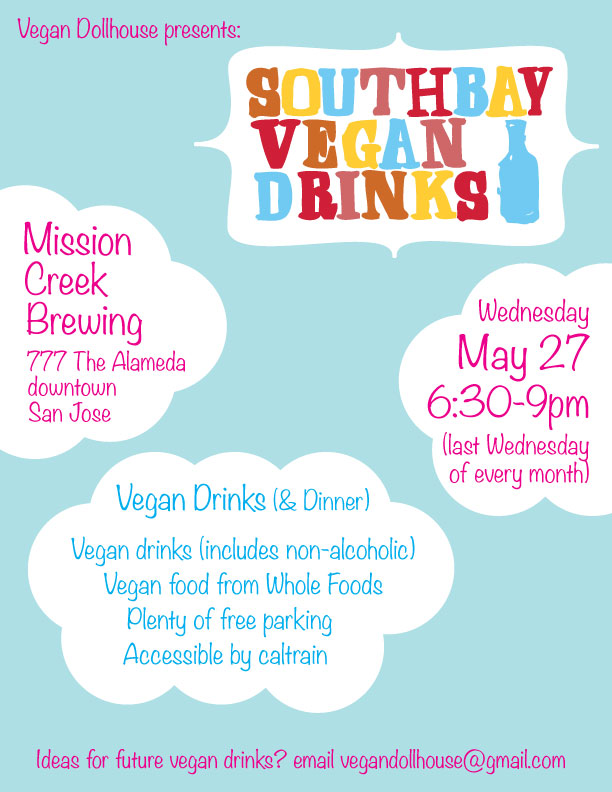 Vegan Dollhouse presents:
SOUTHBAY
VEGAN
DRINKS
Mission
Creek
Brewing
777 The Alameda
downtown
San Jose
Wednesday
May 27
6:30-9pm
(last Wednesday
of every month)
Vegan Drinks (& Dinner)
Vegan drinks (includes non-alcoholic)
Vegan food from Whole Foods
Plenty of free parking
Accessible by caltrain
Ideas for future vegan drinks? email vegandollhouse@gmail.com